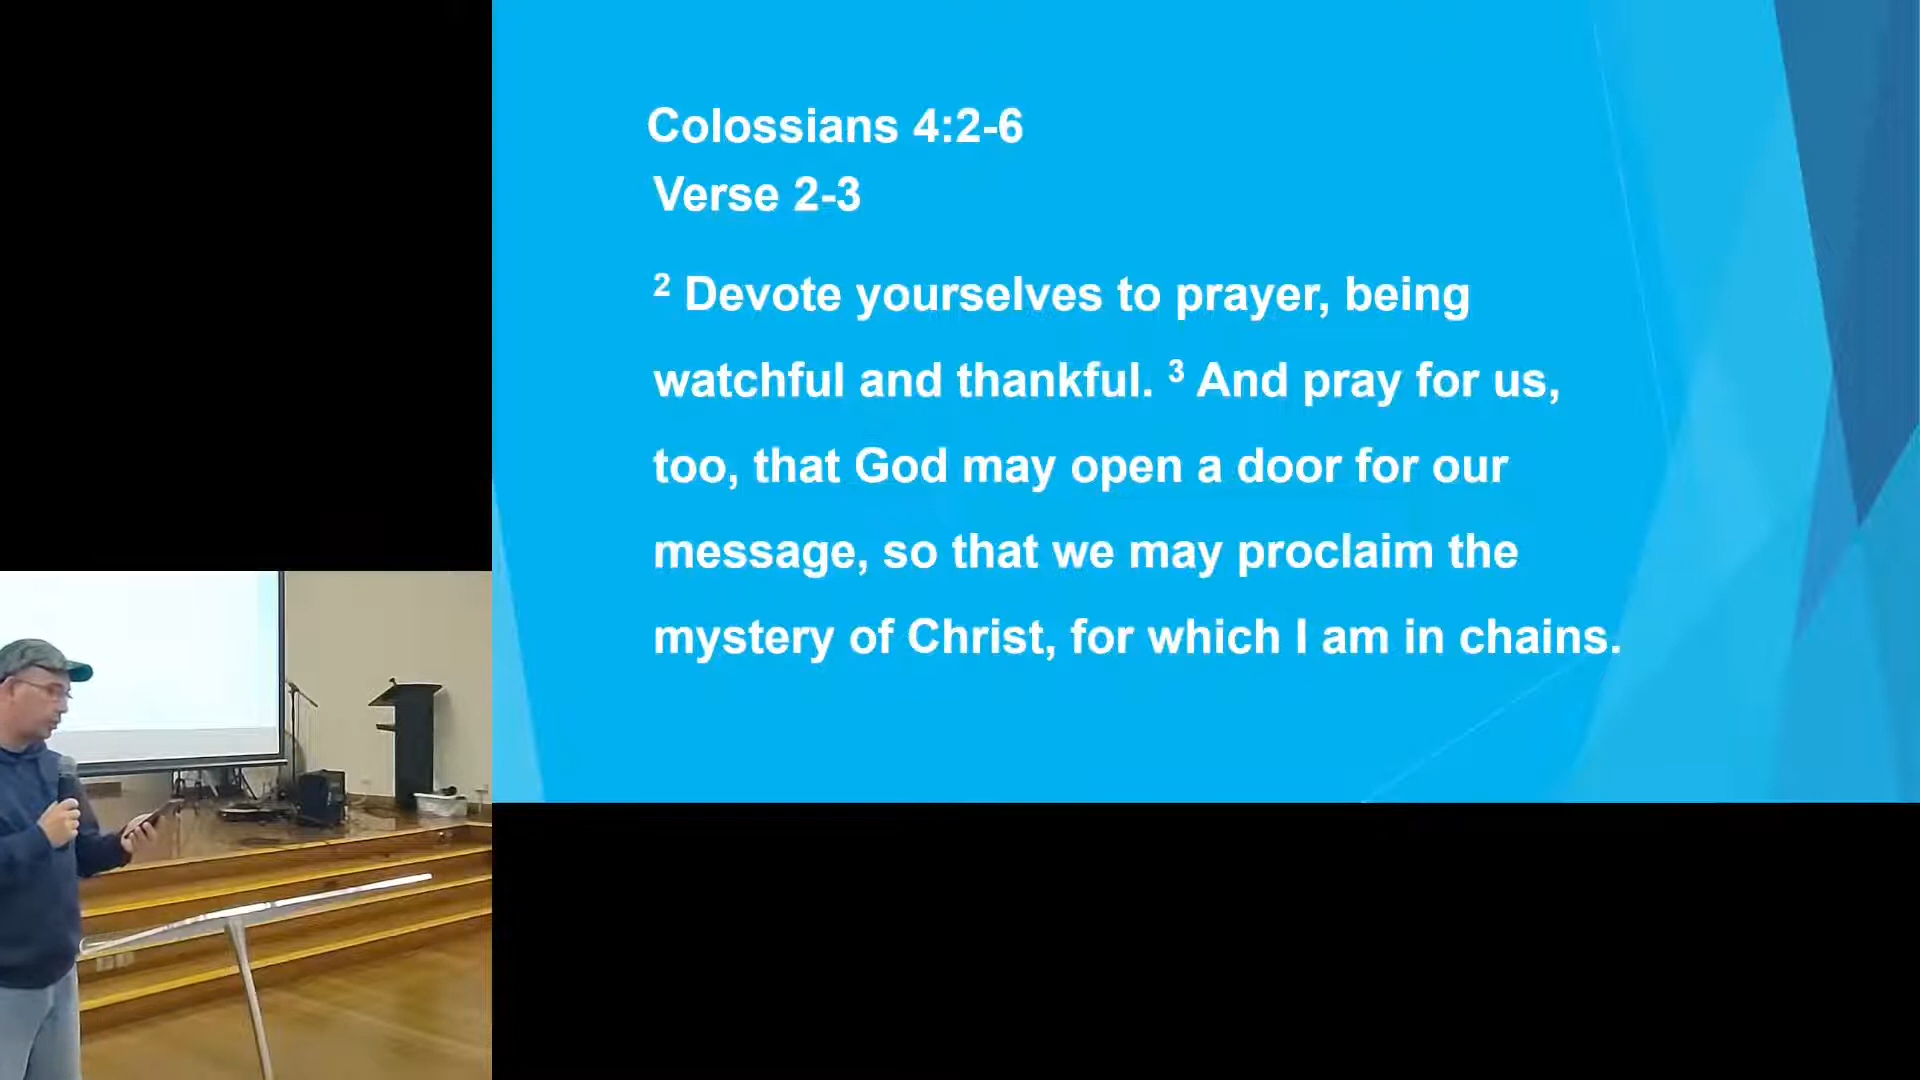 Colossians 4:2-6
Verse 2-3
² Devote yourselves to prayer, being
watchful and thankful. ³ And pray for us,
too, that God may open a door for our
message, so that we may proclaim the
mystery of Christ, for which I am in chains.